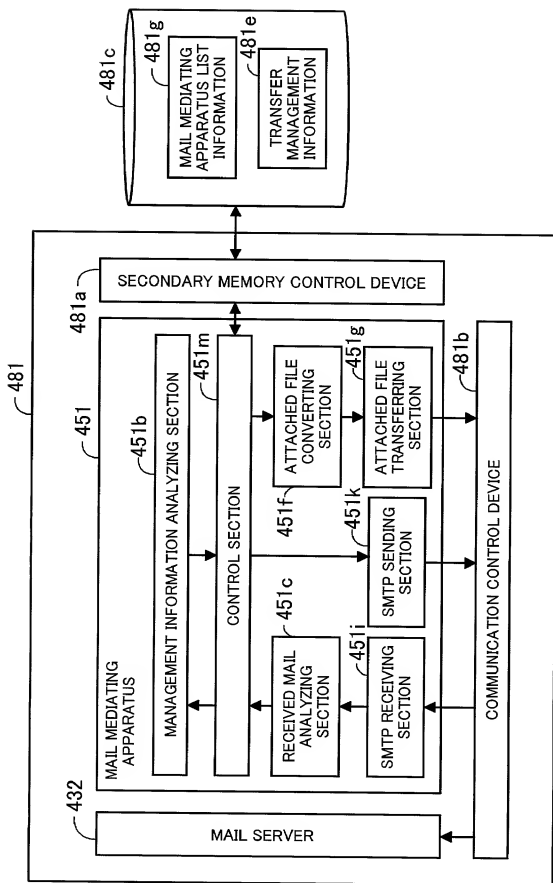 481
451
MAIL MEDIATING
APPARATUS
451b
MANAGEMENT INFORMATION ANALYZING SECTION
451m
CONTROL SECTION
451c
RECEIVED MAIL
ANALYZING
SECTION
451i
SMTP RECEIVING
SECTION
451k
SMTP SENDING
SECTION
451f
ATTACHED FILE
CONVERTING
SECTION
451g
ATTACHED FILE
TRANSFERRING
SECTION
432
MAIL SERVER
481b
COMMUNICATION CONTROL DEVICE
481a
SECONDARY MEMORY CONTROL DEVICE
481c
481g
MAIL MEDIATING
APPARATUS LIST
INFORMATION
481e
TRANSFER
MANAGEMENT
INFORMATION